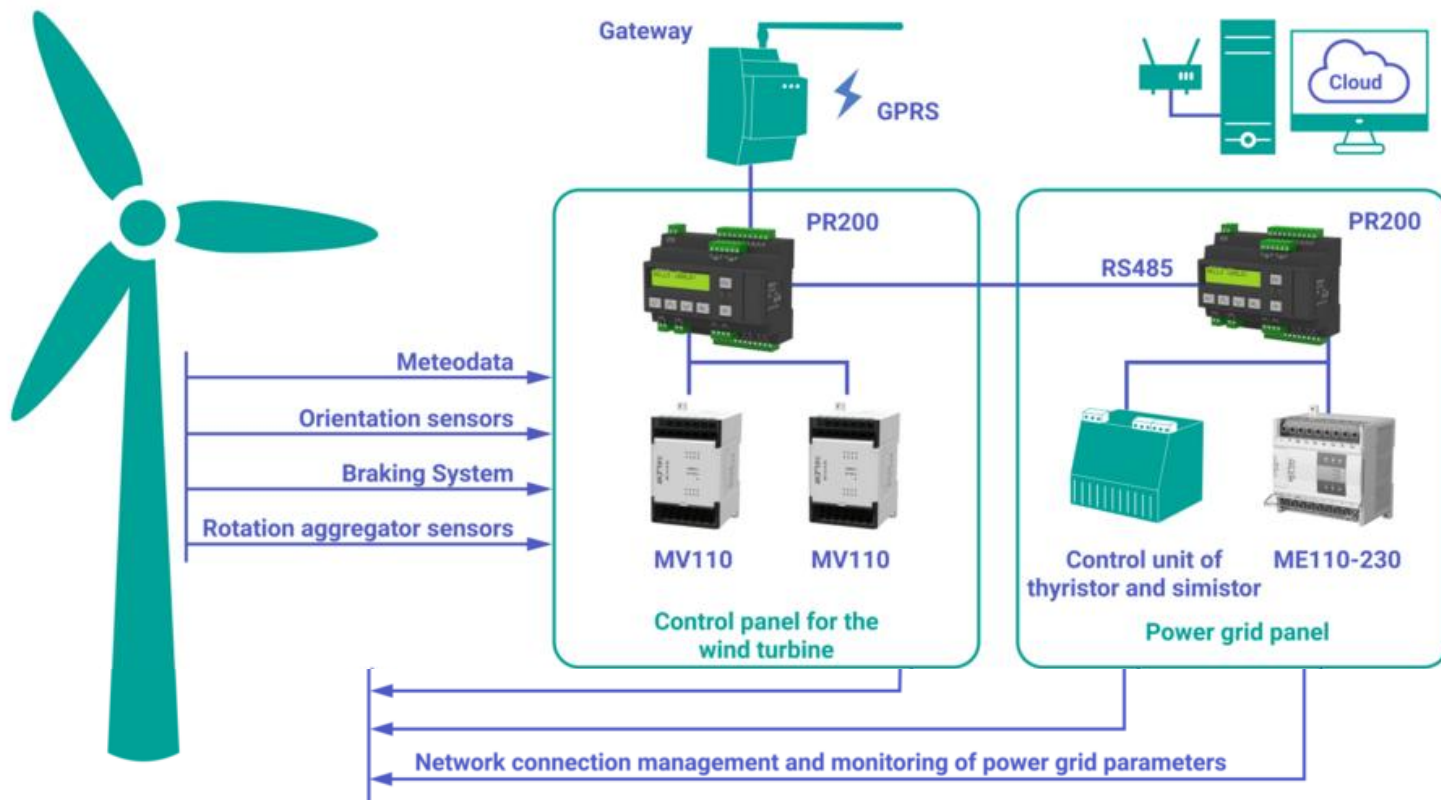 Gateway
GPRS
Cloud
PR200
PR200
RS485
Meteodata
Orientation sensors
Braking System
Rotation aggregator sensors
MV110
MV110
Control unit of
thyristor and simistor
ME110-230
Control panel for the
wind turbine
Power grid panel
Network connection management and monitoring of power grid parameters